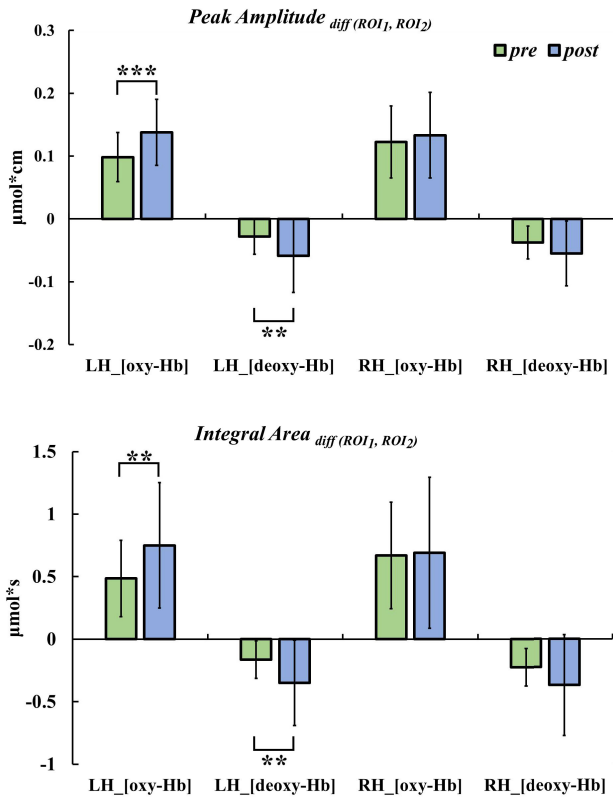 Peak Amplitude diff (ROI1, ROI2)
0.3
pre post
***
0.2
0.1
µmol*cm
0
-0.1
**
-0.2
LH_[oxy-Hb] LH_[deoxy-Hb] RH_[oxy-Hb] RH_[deoxy-Hb]
Integral Area diff (ROI1, ROI2)
1.5
**
1
0.5
µmol*s
0
-0.5
**
-1
LH_[oxy-Hb] LH_[deoxy-Hb] RH_[oxy-Hb] RH_[deoxy-Hb]